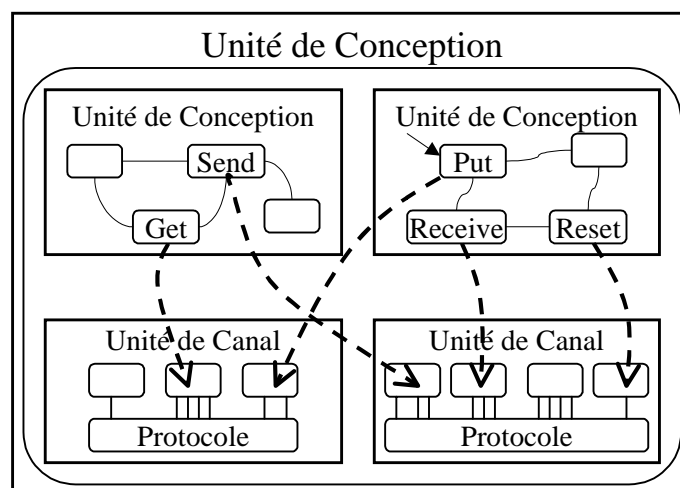 Unité de Conception
Unité de Conception
Send
Get
Unité de Conception
Put
Receive
Reset
Unité de Canal
Protocole
Unité de Canal
Protocole